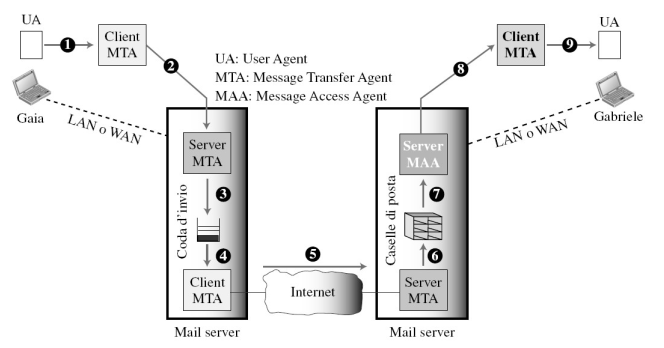 UA
1
Client
MTA
2
UA: User Agent
MTA: Message Transfer Agent
MAA: Message Access Agent
8
Client
MTA
9
UA
Gaia
LAN o WAN
Gabriele
LAN o WAN
Server
MTA
3
Coda d'invio
4
Client
MTA
Mail server
5
Internet
Server
MAA
7
Caselle di posta
6
Server
MTA
Mail server